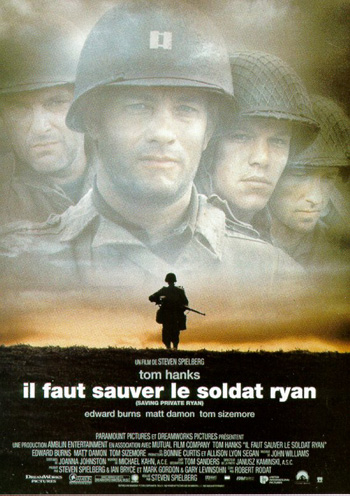 UN FILM DE STEVEN SPIELBERG
tom hanks
il faut sauver le soldat ryan
(SAVING PRIVATE RYAN)
edward burns matt damon tom sizemore
PARAMOUNT PICTURES ET DREAMWORKS PICTURES PRÉSENTENT
UNE PRODUCTION AMBLIN ENTERTAINMENT EN ASSOCIATION AVEC MUTUAL FILM COMPANY TOM HANKS "IL FAUT SAUVER LE SOLDAT RYAN"
EDWARD BURNS MATT DAMON TOM SIZEMORE BONNIE CURTIS ET ALLISON LYON SEGAN JOHN WILLIAMS
JOANNA JOHNSTON MICHAEL KAHN, A.C.E. TOM SANDERS JANUSZ KAMINSKI, A.S.C.
STEVEN SPIELBERG & IAN BRYCE ET MARK GORDON & GARY LEVINSOHN ROBERT RODAT
STEVEN SPIELBERG
DREAMWORKS
PICTURES